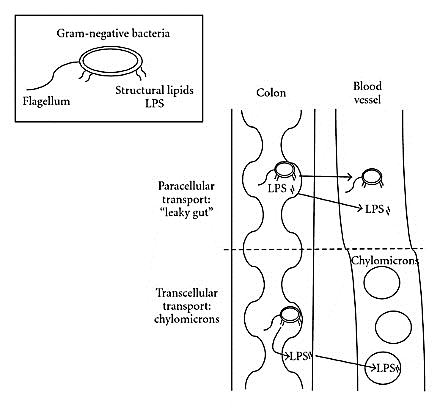 Gram-negative bacteria
Flagellum
Structural lipids
LPS
Colon
Blood
vessel
Paracellular
transport:
"leaky gut"
LPS
LPS
Chylomicrons
Transcellular
transport:
chylomicrons
LPS
LPS